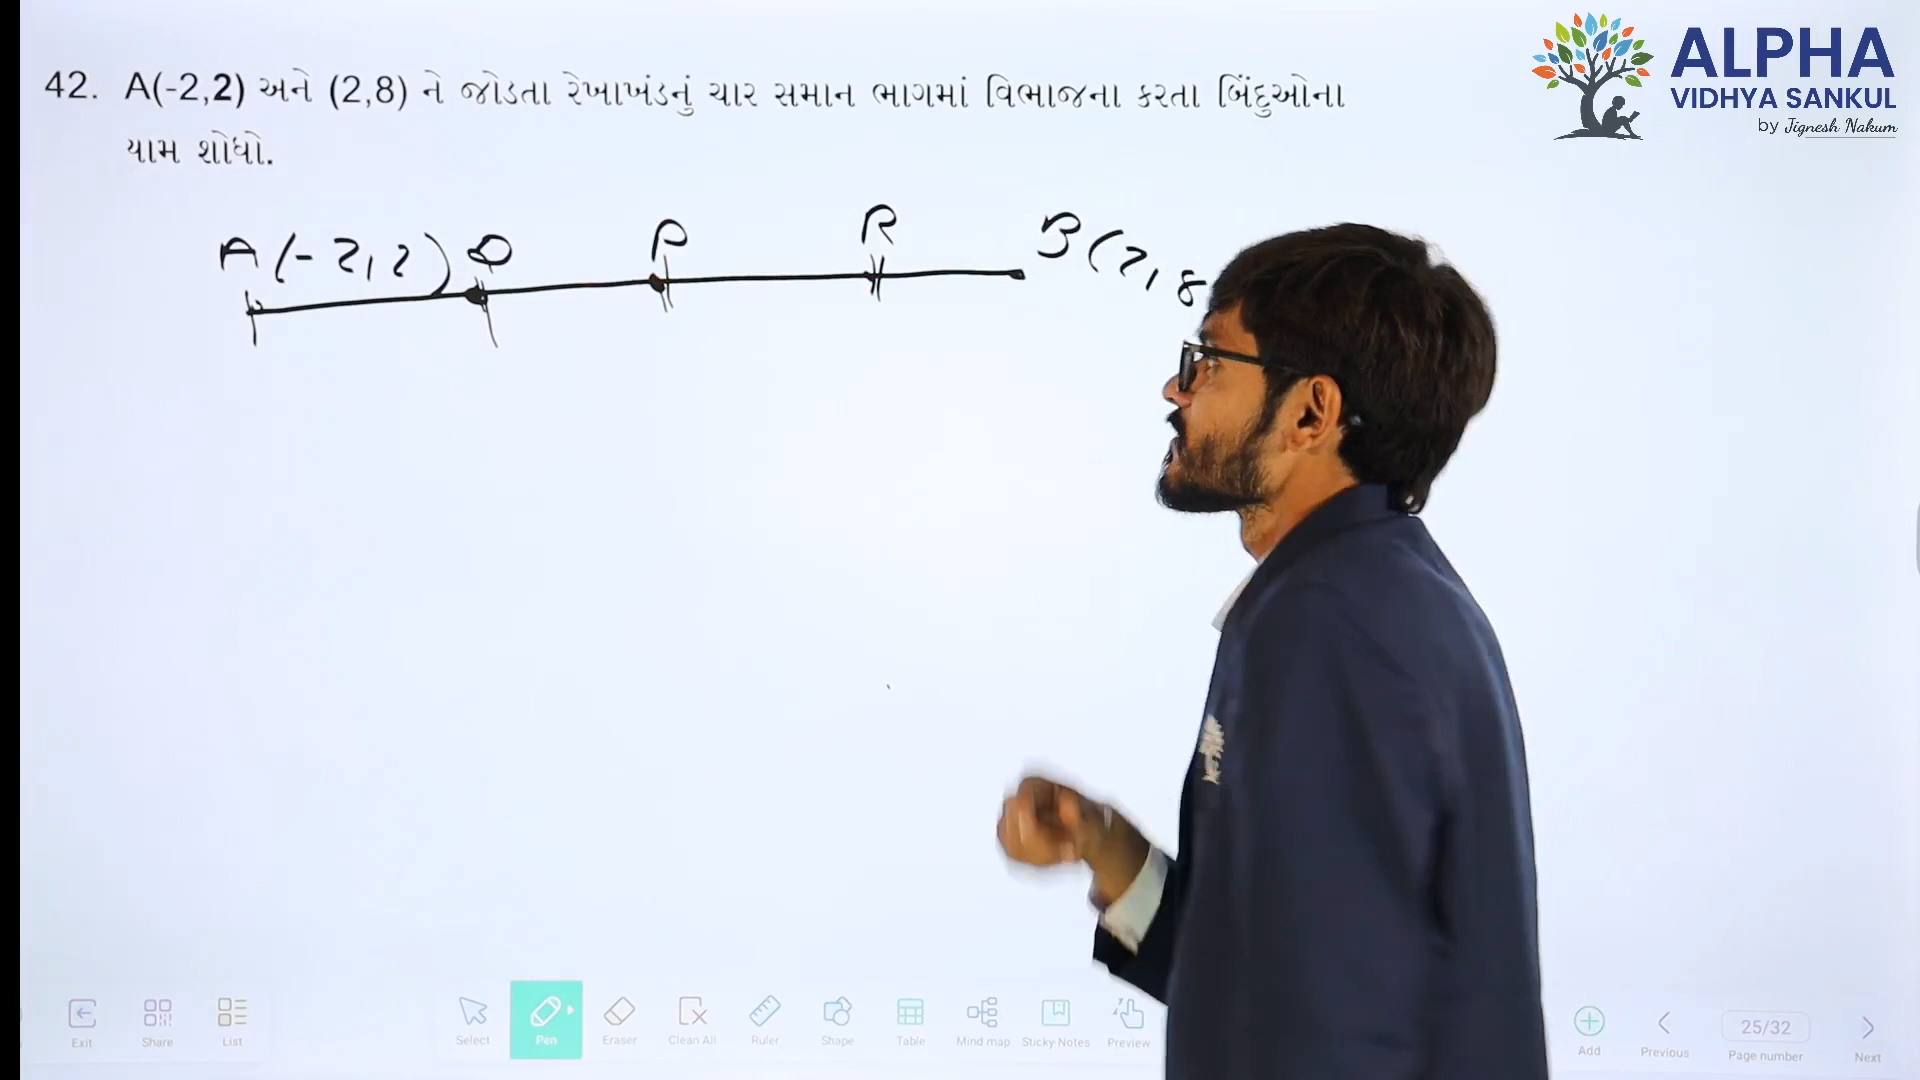 ALPHA
VIDHYA SANKUL
by Jignesh Nakum
42. A(-2,2) અને (2,8) ને જોડતા રેખાખંડનું ચાર સમાન ભાગમાં વિભાજના કરતા બિંદુઓના
યામ શોધો.
A(-2,2) Q P R B(2,8
Exit Share List Select Pen Eraser Clean All Ruler Shape Table Mind map Sticky Notes Preview Add Previous 25/32 Page number Next